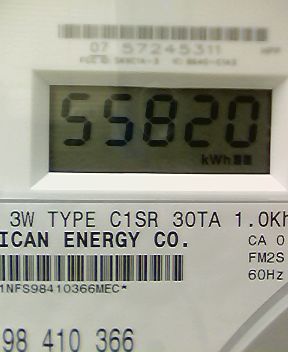 07 57245311
55820
kWh
3W TYPE C1SR 30TA 1.0Kh
ICAN ENERGY CO.
CA 0
FM2S
60Hz
1NFS98410366MEC*
98 410 366